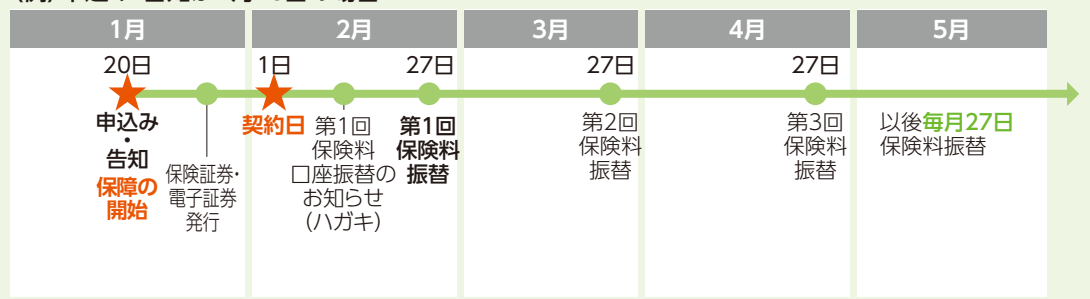 1月
2月
3月
4月
5月
20日
1日
27日
27日
27日
申込み
・
告知
保障の
開始
保険証券・
電子証券
発行
契約日
第1回
保険料
口座振替の
お知らせ
（ハガキ）
第1回
保険料
振替
第2回
保険料
振替
第3回
保険料
振替
以後毎月27日
保険料振替